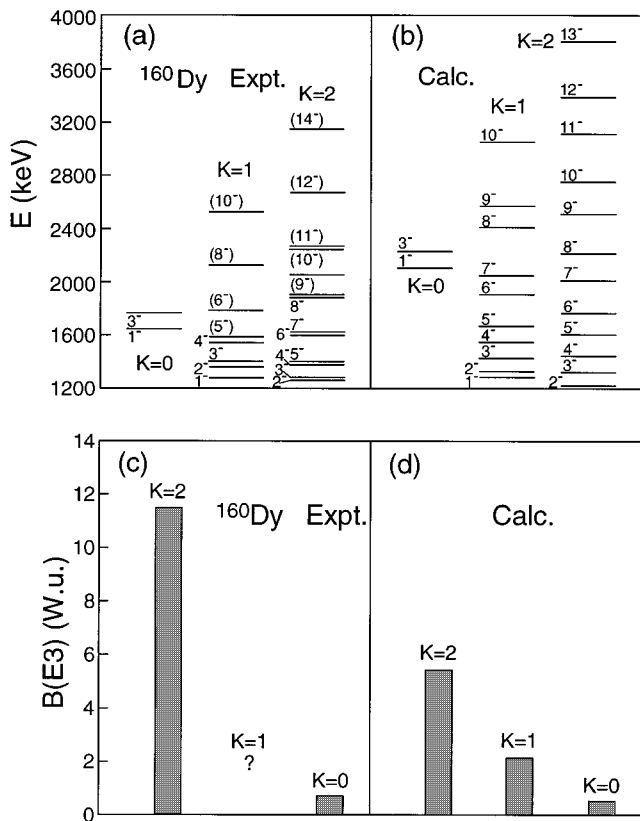 4000
3600
3200
2800
2400
2000
1600
1200
E (keV)
(a)
160Dy Expt.
K=2
(14⁻)
(12⁻)
(11⁻)
(10⁻)
(9⁻)
8⁻
7⁻
6⁻
5⁻
4⁻
3⁻
2⁻
K=1
(10⁻)
(8⁻)
(6⁻)
(5⁻)
4⁻
3⁻
2⁻
1⁻
3⁻
1⁻
K=0
(b)
Calc.
K=2
13⁻
12⁻
11⁻
10⁻
9⁻
8⁻
7⁻
6⁻
5⁻
4⁻
3⁻
2⁻
K=1
10⁻
9⁻
8⁻
7⁻
6⁻
5⁻
4⁻
3⁻
2⁻
1⁻
3⁻
1⁻
K=0
14
12
10
8
6
4
2
0
B(E3) (W.u.)
(c)
K=2
160Dy Expt.
K=1
?
K=0
(d)
Calc.
K=2
K=1
K=0